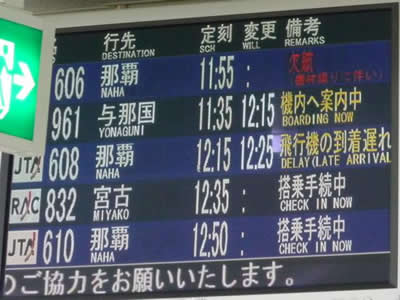 行先 定刻 変更 備考
DESTINATION SCH WILL REMARKS
606 那覇 11:55 : 欠航
NAHA
961 与那国 11:35 12:15 機内へ案内中
YONAGUNI BOARDING NOW
JTA 608 那覇 12:15 12:25 飛行機の到着遅れ
NAHA DELAY(LATE ARRIVAL
RAC 832 宮古 12:35 : 搭乗手続中
MIYAKO CHECK IN NOW
JTA 610 那覇 12:50 : 搭乗手続中
NAHA CHECK IN NOW
のご協力をお願いいたします。